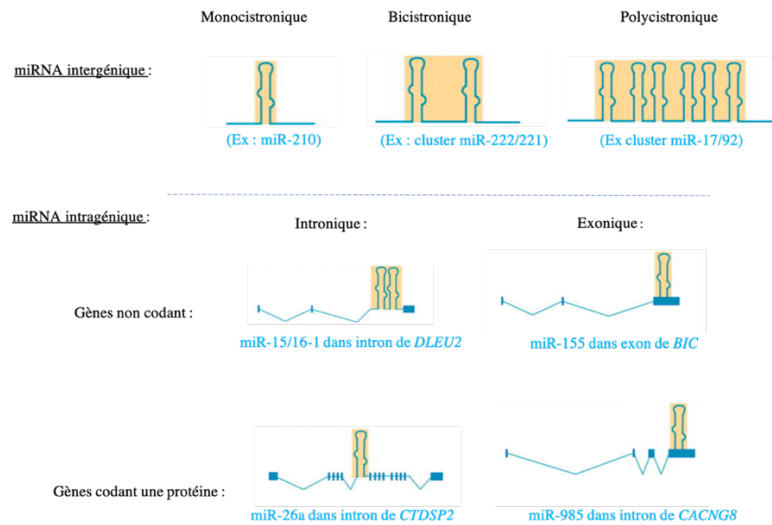 Monocistronique Bicistronique Polycistronique
miRNA intergénique :
(Ex : miR-210) (Ex : cluster miR-222/221) (Ex cluster miR-17/92)
miRNA intragénique :
Intronique : Exonique :
Gènes non codant :
miR-15/16-1 dans intron de DLEU2 miR-155 dans exon de BIC
Gènes codant une protéine :
miR-26a dans intron de CTDSP2 miR-985 dans intron de CACNG8